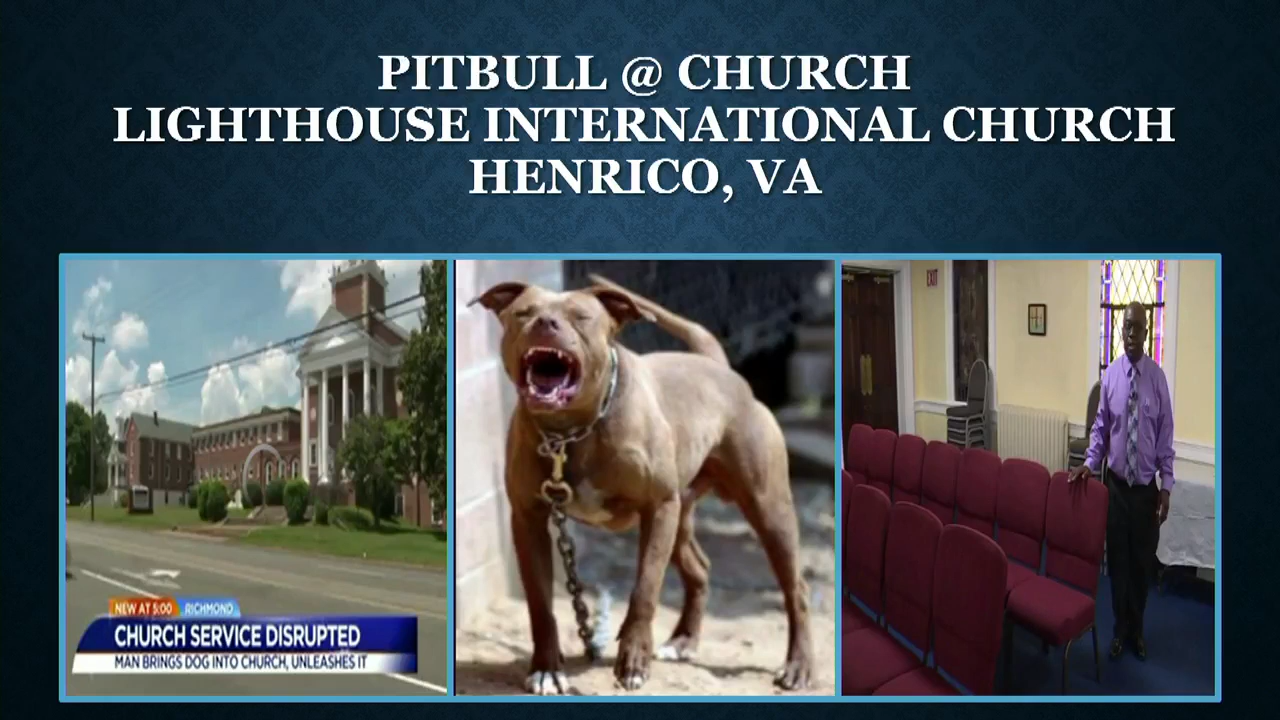 PITBULL @ CHURCH
LIGHTHOUSE INTERNATIONAL CHURCH
HENRICO, VA
NEW AT 5:00 RICHMOND
CHURCH SERVICE DISRUPTED
MAN BRINGS DOG INTO CHURCH, UNLEASHES IT
EXIT